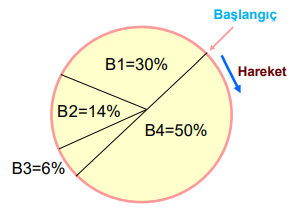 Başlangıç
Hareket
B1=30%
B2=14%
B4=50%
B3=6%